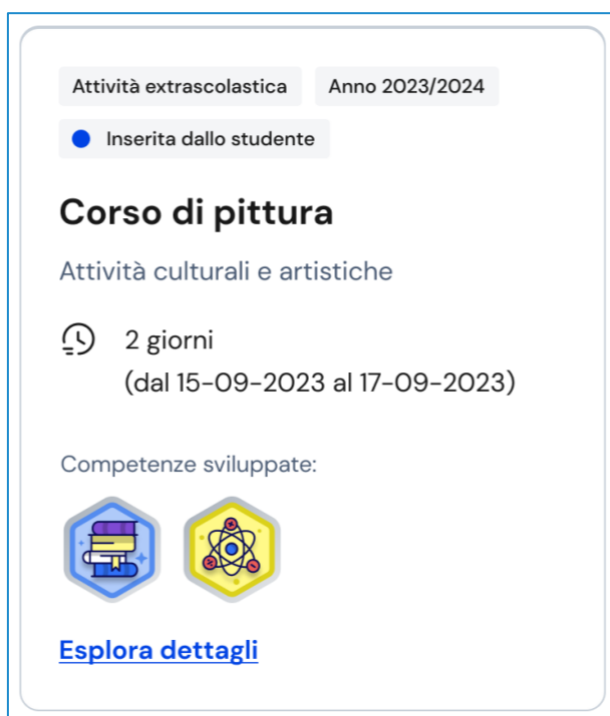 Attività extrascolastica Anno 2023/2024
Inserita dallo studente
Corso di pittura
Attività culturali e artistiche
2 giorni
(dal 15-09-2023 al 17-09-2023)
Competenze sviluppate:
Esplora dettagli